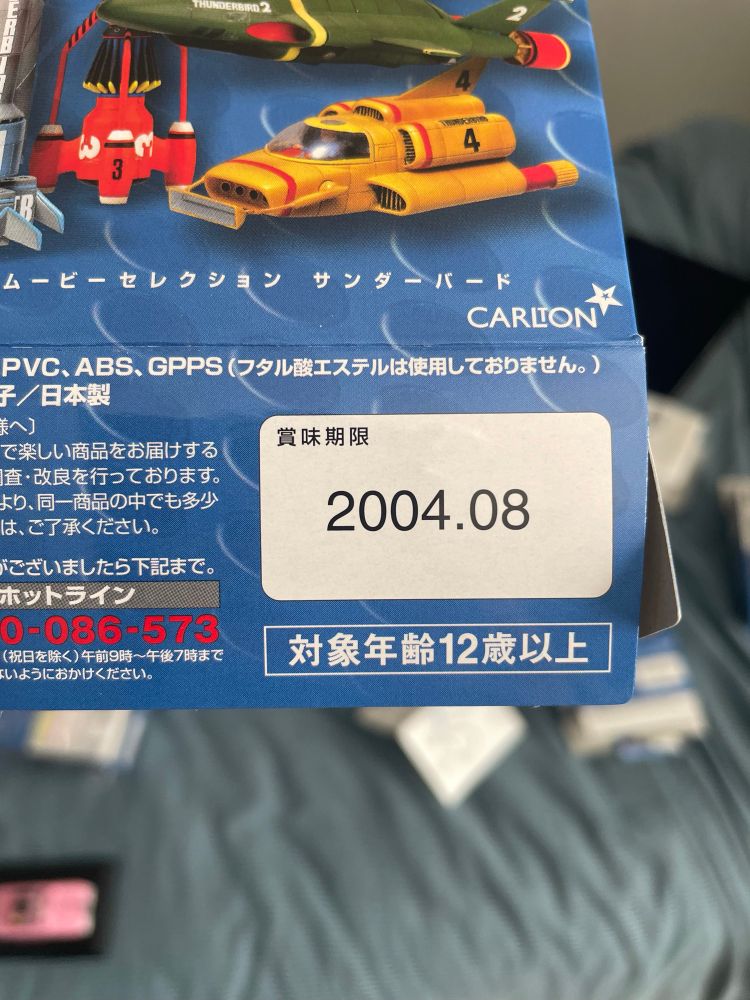 THUNDERBIRD 2
2
4
THUNDERBIRD
4
3
3
3
ムービーセレクション サンダーバード
CARLTON
PVC、ABS、GPPS（フタル酸エステルは使用しておりません。）
子／日本製
様へ〕
で楽しい商品をお届けする
調査・改良を行っております。
より、同一商品の中でも多少
は、ご了承ください。
がございましたら下記まで。
ホットライン
0-086-573
（祝日を除く）午前9時〜午後7時まで
ないようにおかけください。
賞味期限
2004.08
対象年齢12歳以上